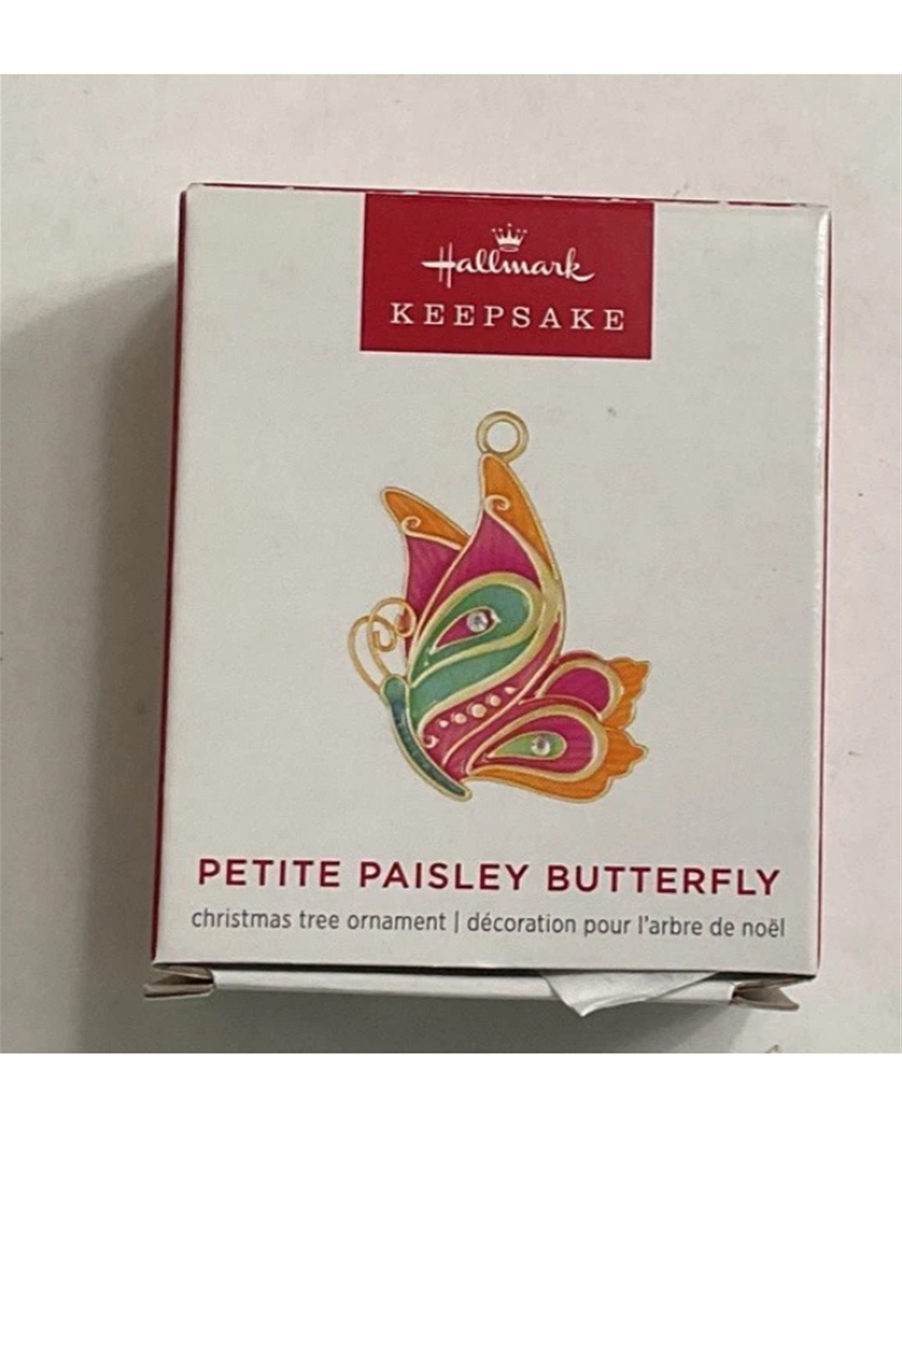 Hallmark
KEEPSAKE
PETITE PAISLEY BUTTERFLY
christmas tree ornament | décoration pour l'arbre de noël